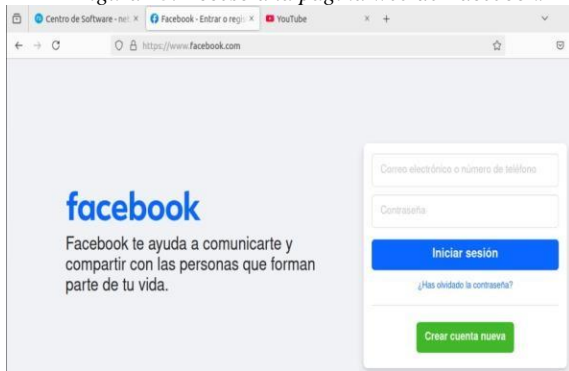 Centro de Software - net
Facebook - Entrar o regis
YouTube
https://www.facebook.com
facebook
Facebook te ayuda a comunicarte y
compartir con las personas que forman
parte de tu vida.
Correo electrónico o número de teléfono
Contraseña
Iniciar sesión
¿Has olvidado la contraseña?
Crear cuenta nueva